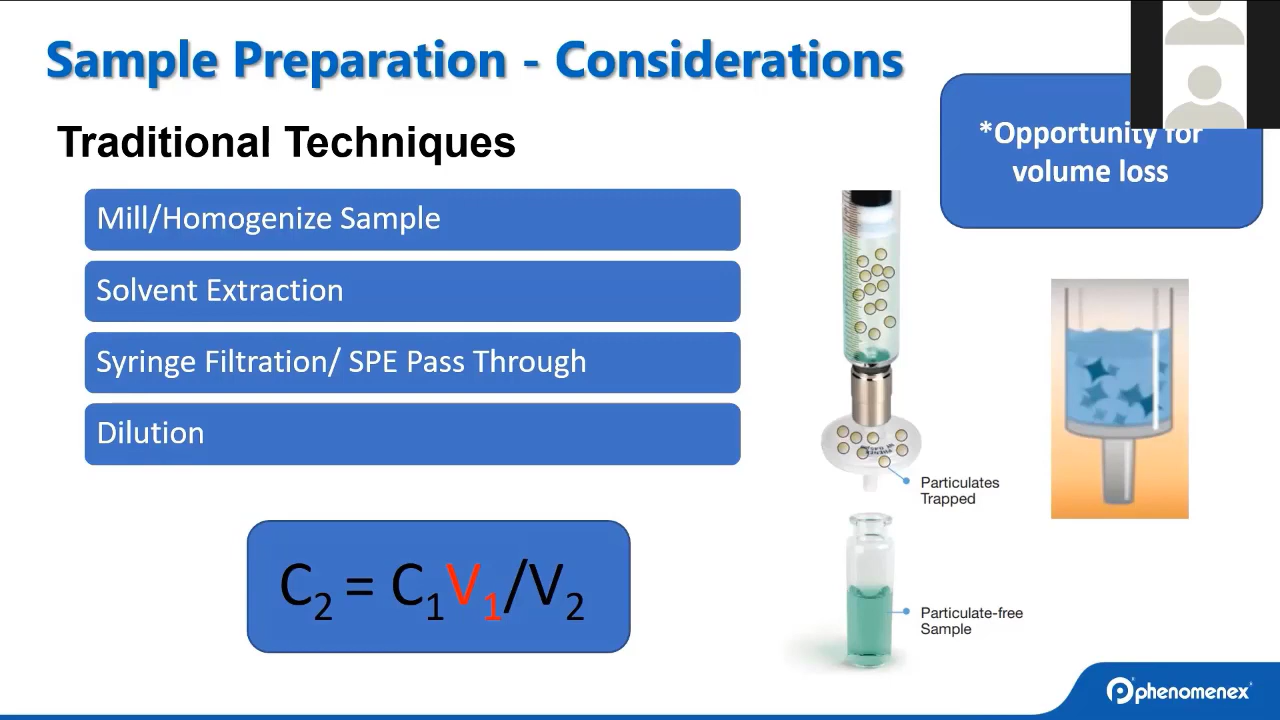 Sample Preparation - Considerations
Traditional Techniques
*Opportunity for
volume loss
Mill/Homogenize Sample
Solvent Extraction
Syringe Filtration/ SPE Pass Through
Dilution
C2 = C1V1/V2
Particulates
Trapped
Particulate-free
Sample
phenomenex